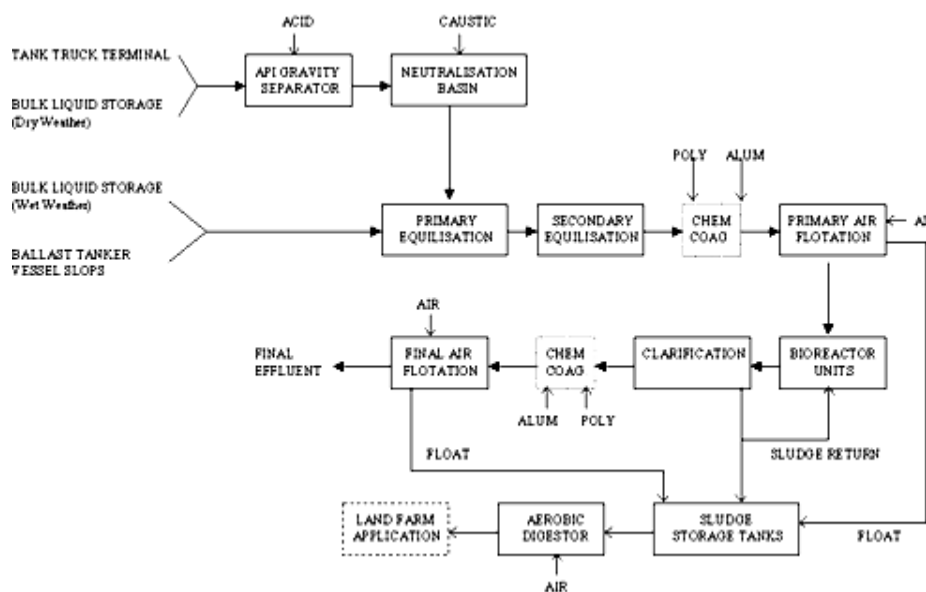 ACID
CAUSTIC
TANK TRUCK TERMINAL
API GRAVITY
SEPARATOR
NEUTRALISATION
BASIN
BULK LIQUID STORAGE
(Dry Weather)
POLY
ALUM
BULK LIQUID STORAGE
(Wet Weather)
PRIMARY
EQUILISATION
SECONDARY
EQUILISATION
CHEM
COAG
PRIMARY AIR
FLOTATION
BALLAST TANKER
VESSEL SLOPS
AIR
FINAL
EFFLUENT
FINAL AIR
FLOTATION
CHEM
COAG
CLARIFICATION
BIOREACTOR
UNITS
ALUM
POLY
FLOAT
SLUDGE RETURN
LAND FARM
APPLICATION
AEROBIC
DIGESTOR
SLUDGE
STORAGE TANKS
FLOAT
AIR